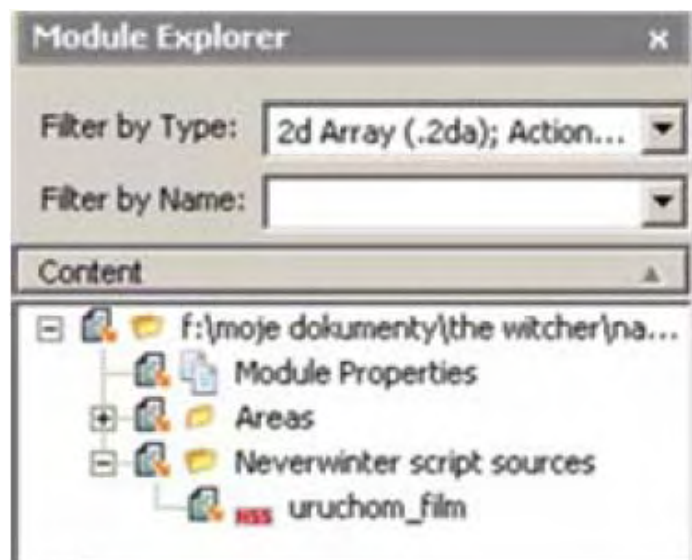 Module Explorer x
Filter by Type: 2d Array (.2da); Action...
Filter by Name:
Content
f:\moje dokumenty\the witcher\na...
Module Properties
Areas
Neverwinter script sources
NSS uruchom_film